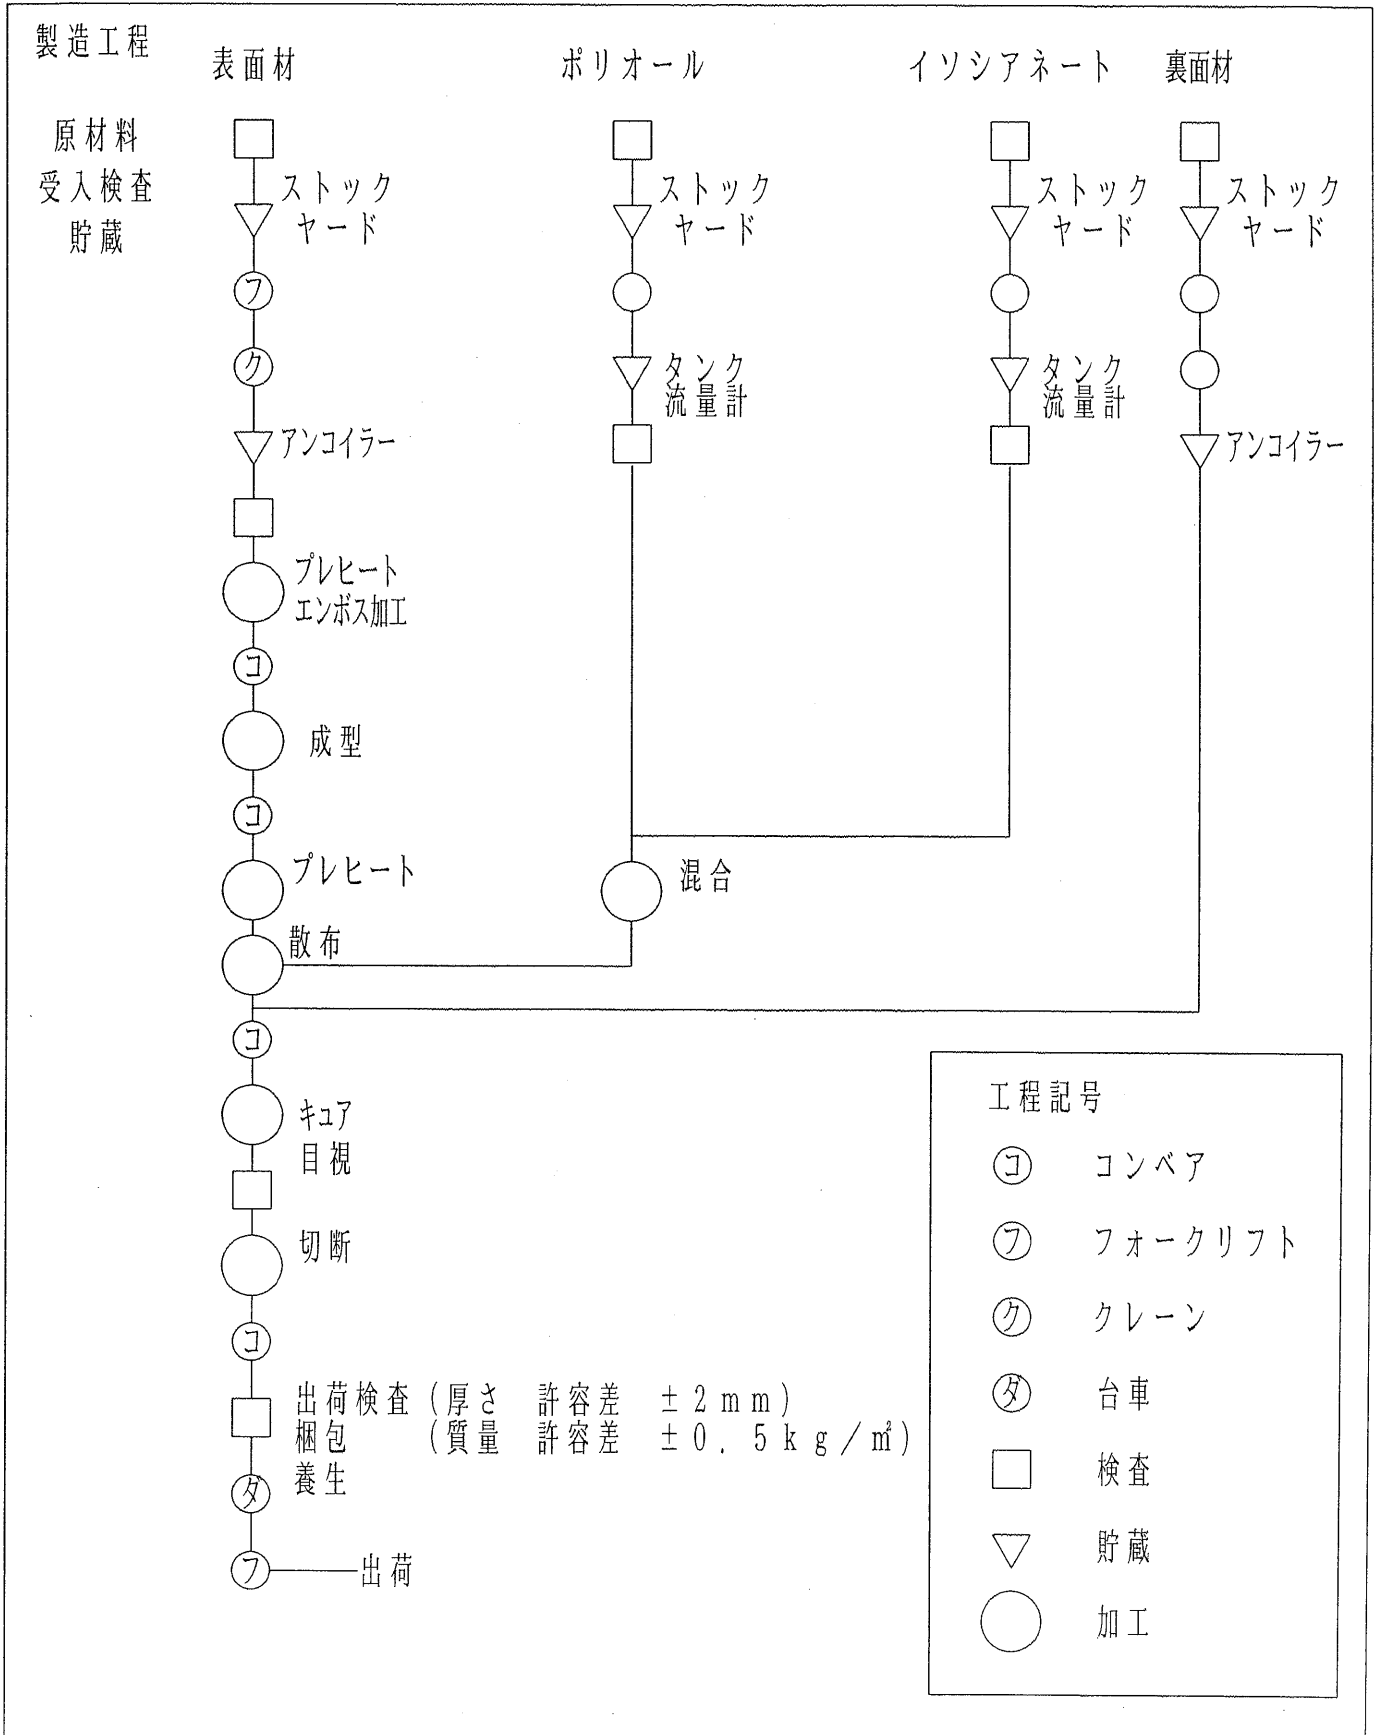 製造工程
表面材
ポリオール
イソシアネート
裏面材
原材料
受入検査
貯蔵
ストック
ヤード
ストック
ヤード
ストック
ヤード
ストック
ヤード
フ
ク
タンク
流量計
タンク
流量計
アンコイラー
アンコイラー
プレヒート
エンボス加工
コ
成型
コ
プレヒート
混合
散布
コ
キュア
目視
切断
コ
出荷検査(厚さ 許容差 ±2mm)
梱包 (質量 許容差 ±0.5kg/㎡)
養生
ダ
フ
出荷
工程記号
コ コンベア
フ フォークリフト
ク クレーン
ダ 台車
検査
貯蔵
加工